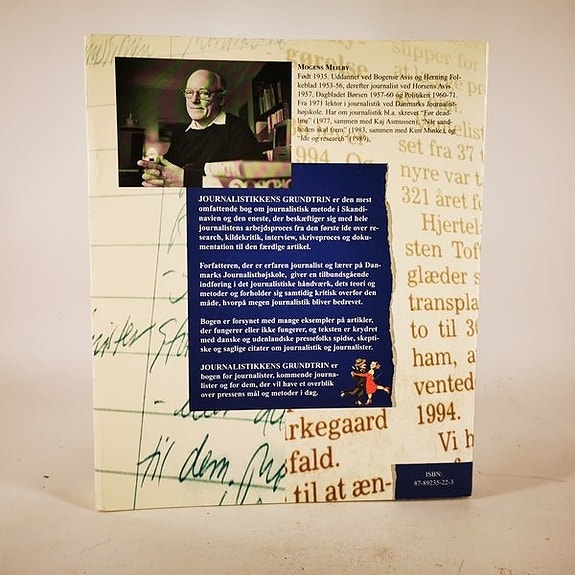 MOGENS MEILBY
Født 1935. Uddannet ved Bogense Avis og Herning Fol-
keblad 1953-56, derefter journalist ved Horsens Avis
1957, Dagbladet Børsen 1957-60 og Politiken 1960-71.
Fra 1971 lektor i journalistik ved Danmarks Journalist-
højskole. Har om journalistik bl.a. skrevet "Før dead-
line" (1977, sammen med Kaj Asmussen), "Når sand-
heden skal frem" (1983, sammen med Kim Minke), og
"Ide og research" (1989).
JOURNALISTIKKENS GRUNDTRIN er den mest
omfattende bog om journalistisk metode i Skandi-
navien og den eneste, der beskæftiger sig med hele
journalistens arbejdsproces fra den første ide over re-
search, kildekritik, interview, skriveproces og doku-
mentation til den færdige artikel.
Forfatteren, der er erfaren journalist og lærer på Dan-
marks Journalisthøjskole, giver en tilbundsgående
indføring i det journalistiske håndværk, dets teori og
metoder og forholder sig samtidig kritisk overfor den
måde, hvorpå megen journalistik bliver bedrevet.
Bogen er forsynet med mange eksempler på artikler,
der fungerer eller ikke fungerer, og teksten er krydret
med danske og udenlandske pressefolks spidse, skepti-
ske og saglige citater om journalistik og journalister.
JOURNALISTIKKENS GRUNDTRIN er
bogen for journalister, kommende journa-
lister og for dem, der vil have et overblik
over pressens mål og metoder i dag.
slipper for
gørelse
1994. Og
set fra 37
nyre var t
321 året f
Hjertel
sten Toft
glæder s
transpla
to til 30
ham, a
vented
1994.
Vi h
rkegaard
sfald.
til at æn-
til dem.
ISBN:
87-89235-22-3